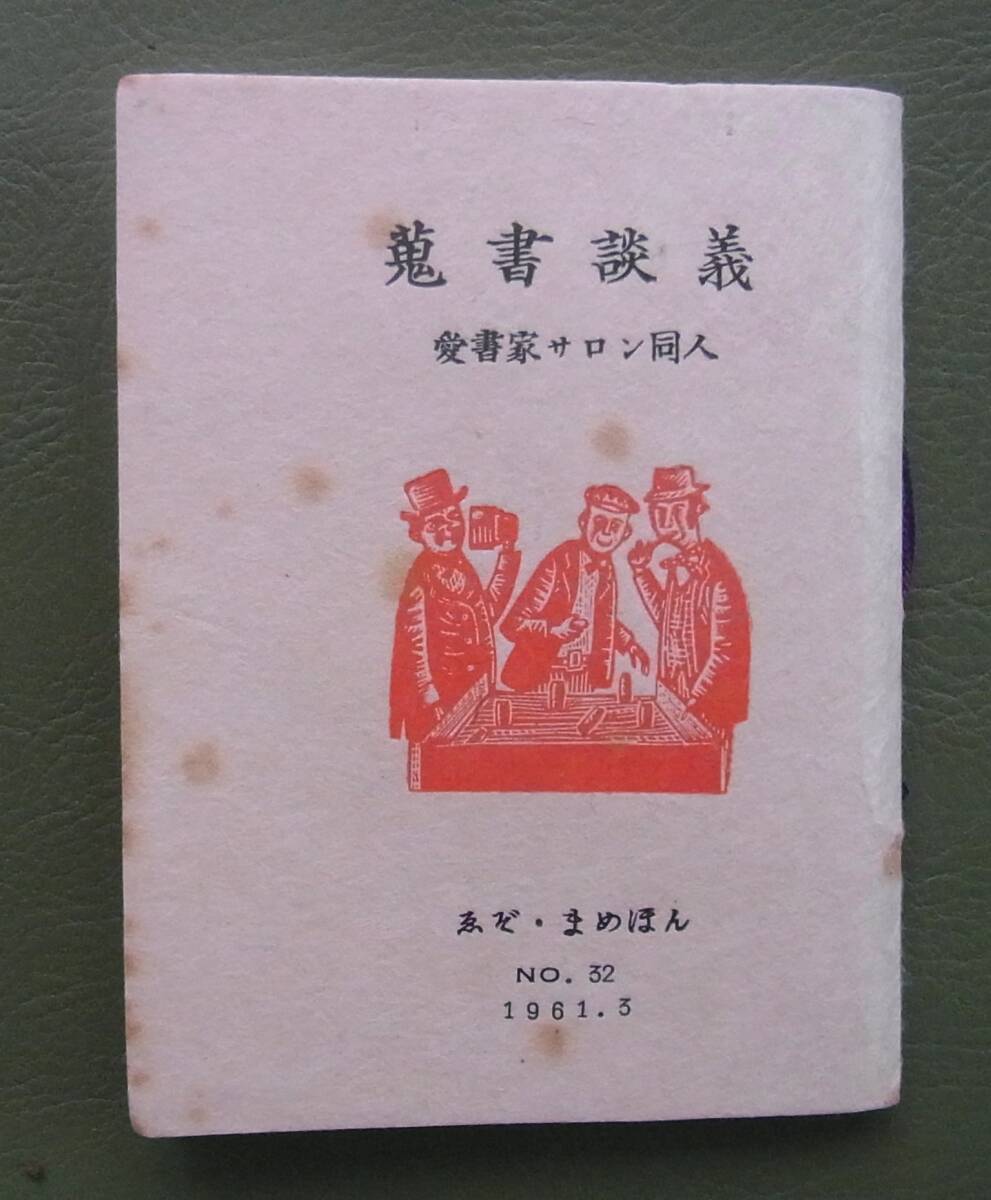 蒐書談義
愛書家サロン同人
ゑぞ・まめほん
NO. 32
1961.3